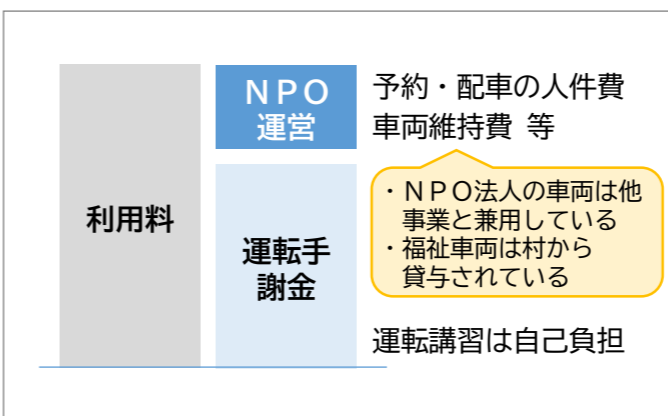 利用料
ＮＰＯ
運営
運転手
謝金
予約・配車の人件費
車両維持費 等
・ＮＰＯ法人の車両は他
事業と兼用している
・福祉車両は村から
貸与されている
運転講習は自己負担